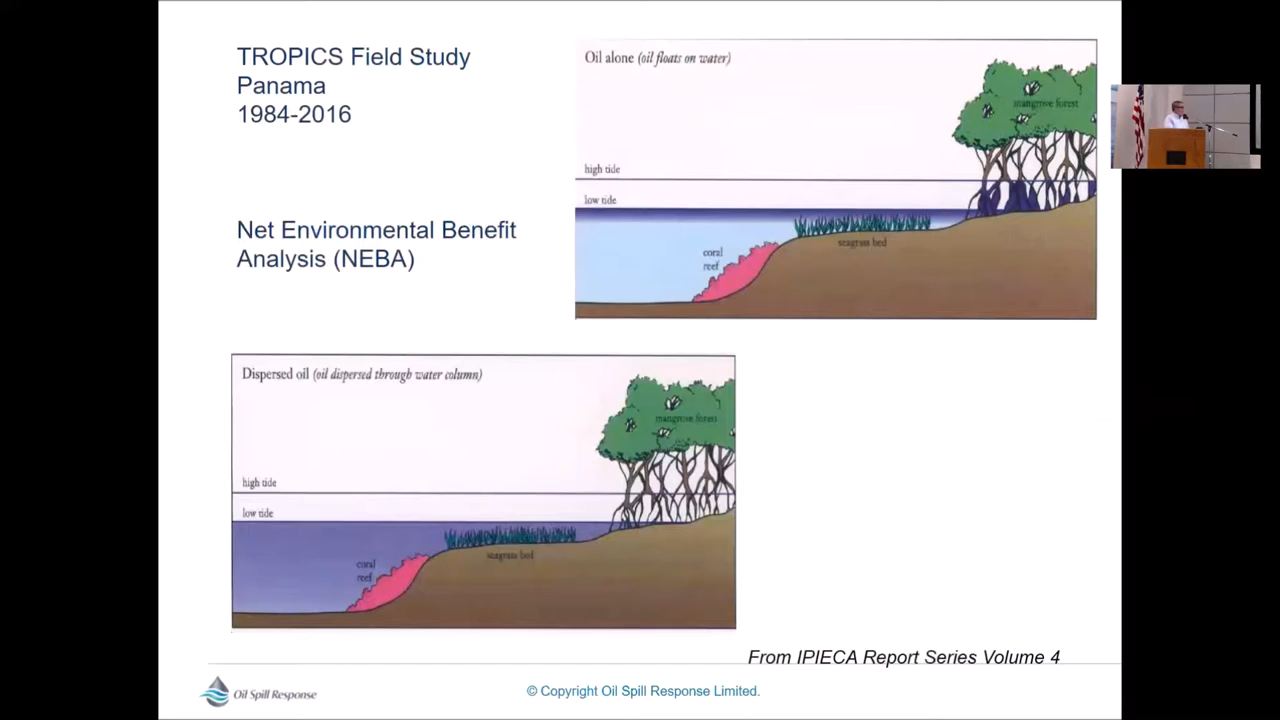 TROPICS Field Study
Panama
1984-2016
Net Environmental Benefit
Analysis (NEBA)
Oil alone (oil floats on water)
mangrove forest
high tide
low tide
coral
reef
seagrass bed
Dispersed oil (oil dispersed through water column)
mangrove forest
high tide
low tide
coral
reef
seagrass bed
From IPIECA Report Series Volume 4
Oil Spill Response
© Copyright Oil Spill Response Limited.